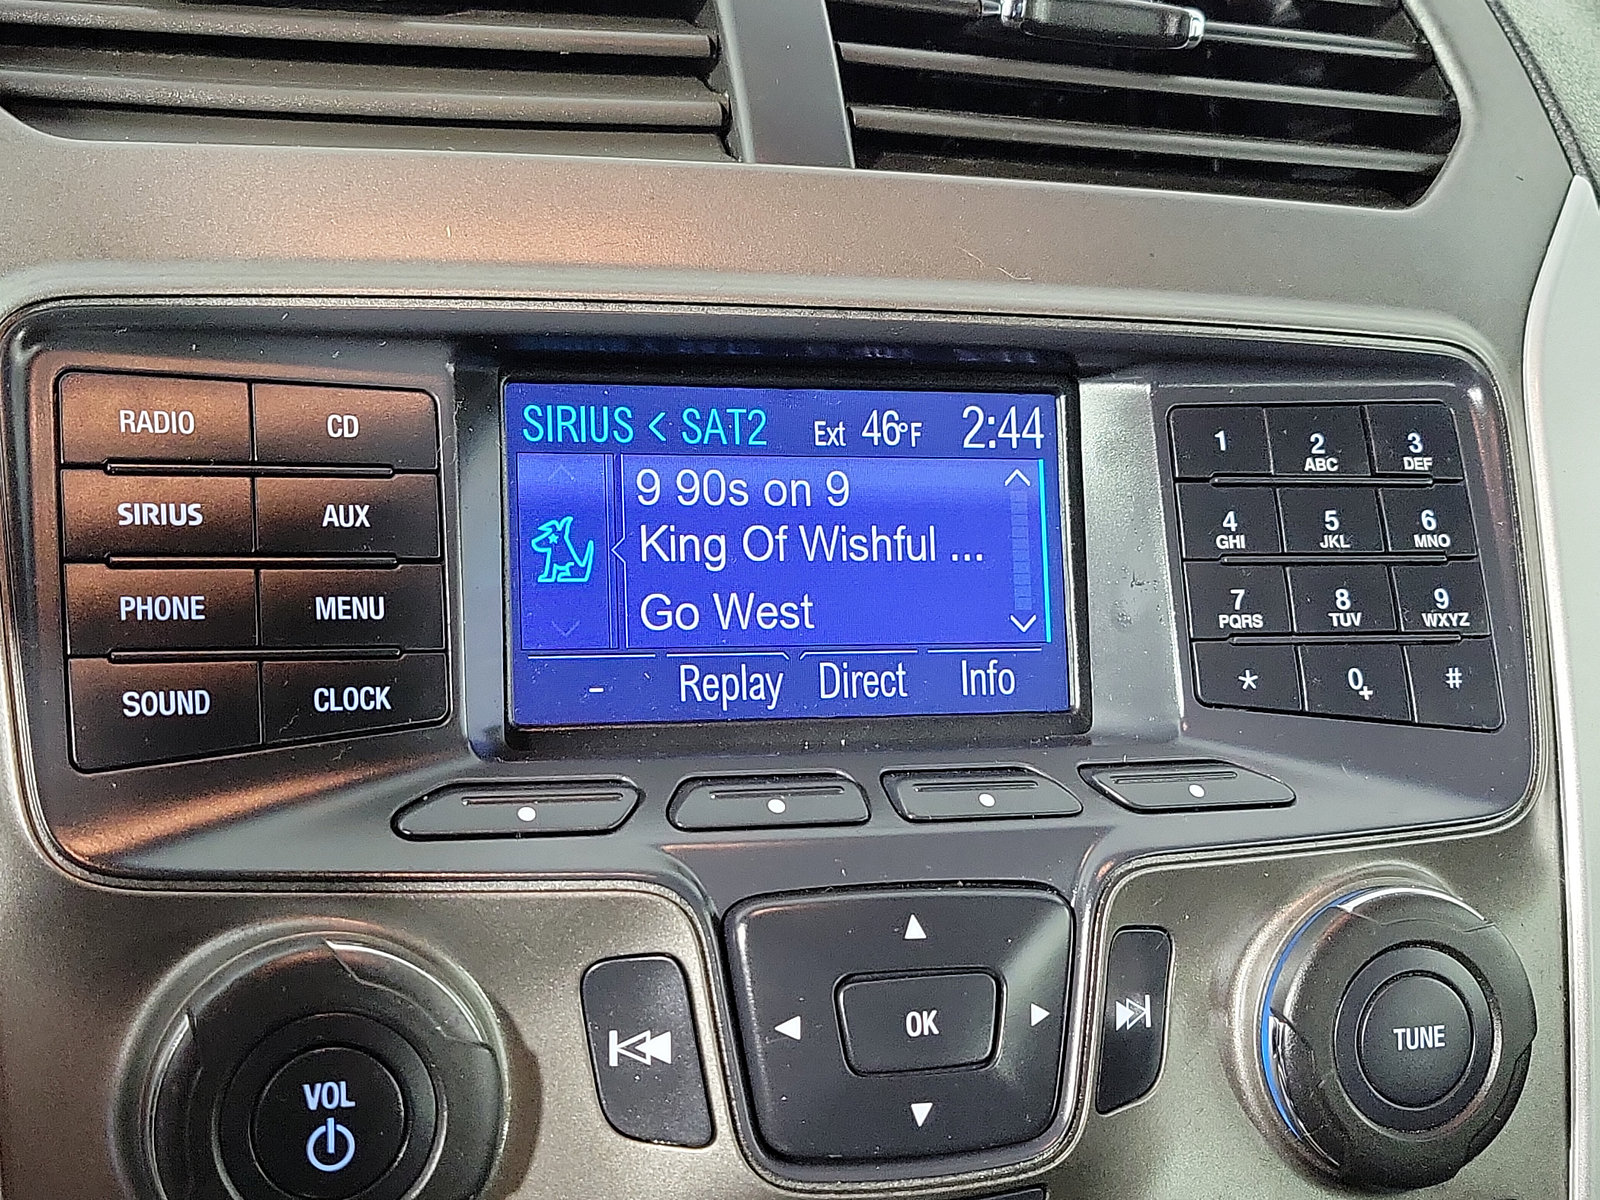 SIRIUS < SAT2 Ext 46°F 2:44
9 90s on 9
King Of Wishful ...
Go West
- Replay Direct Info
RADIO CD
SIRIUS AUX
PHONE MENU
SOUND CLOCK
1 2 ABC 3 DEF
4 GHI 5 JKL 6 MNO
7 PQRS 8 TUV 9 WXYZ
* 0+ #
VOL
OK
TUNE